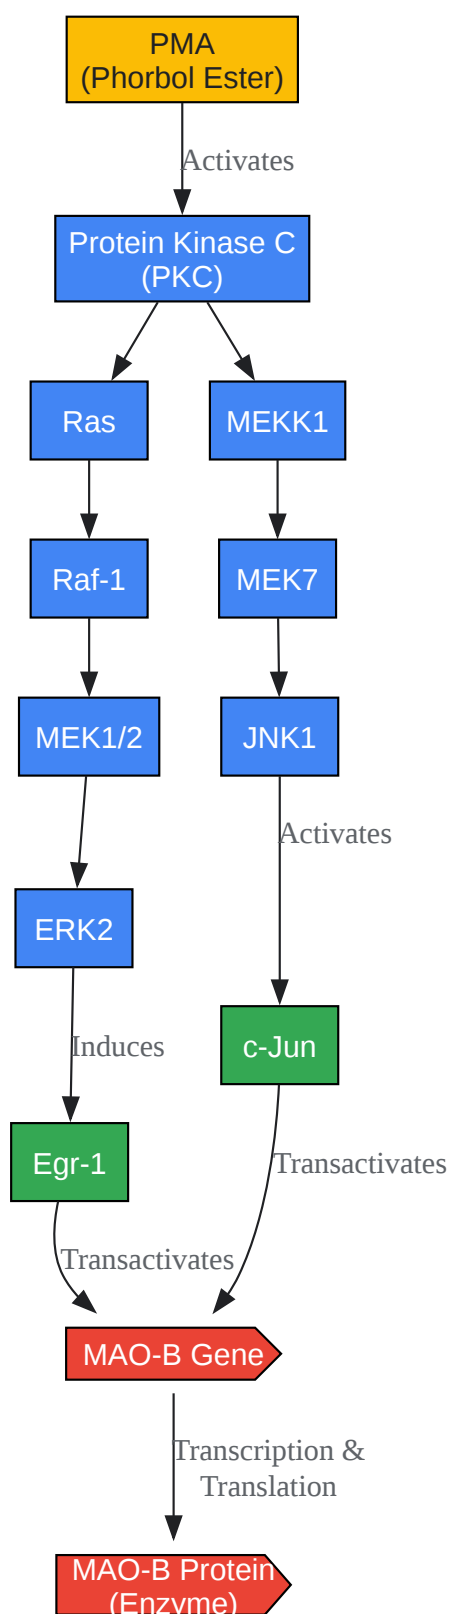 PMA
(Phorbol Ester)
Activates
Protein Kinase C
(PKC)
Ras
MEKK1
Raf-1
MEK7
MEK1/2
JNK1
Activates
ERK2
Induces
c-Jun
Egr-1
Transactivates
Transactivates
MAO-B Gene
Transcription &
Translation
MAO-B Protein
(Enzyme)